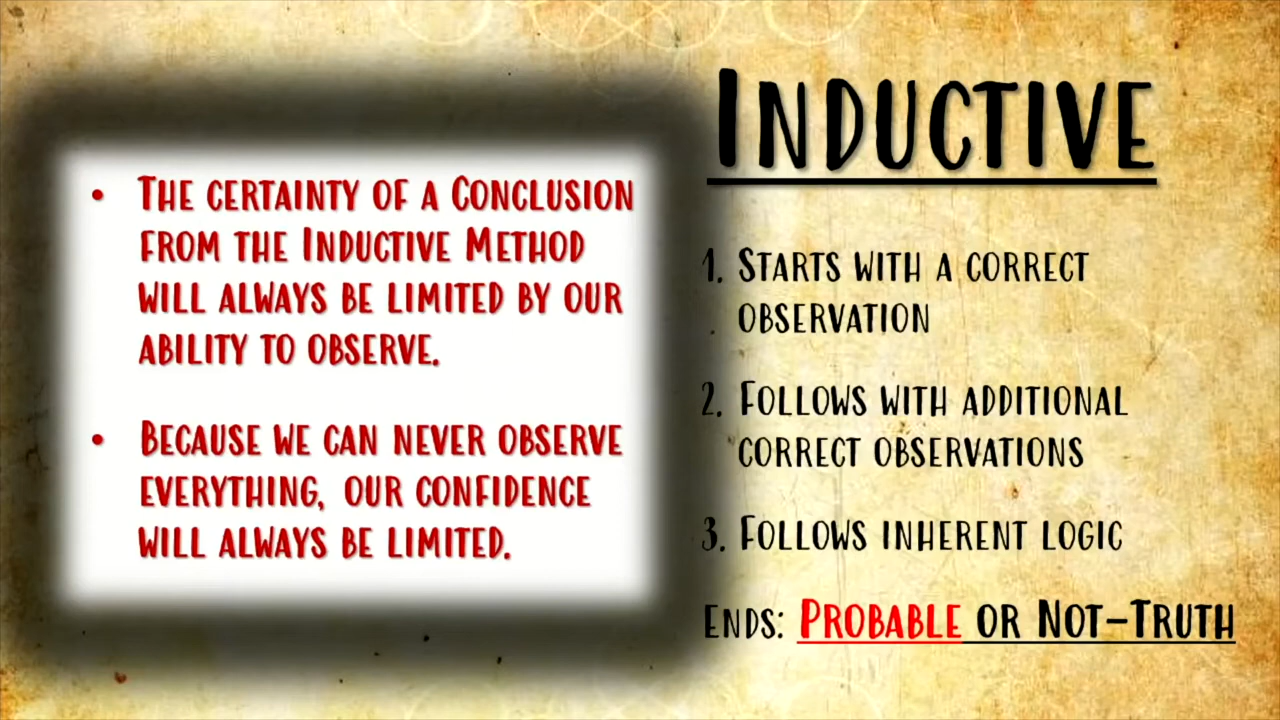 • The certainty of a Conclusion
from the Inductive Method
will always be limited by our
ability to observe.
• Because we can never observe
everything, our confidence
will always be limited.
Inductive
1. Starts with a correct
observation
2. Follows with additional
correct observations
3. Follows inherent logic
Ends: Probable or Not-Truth